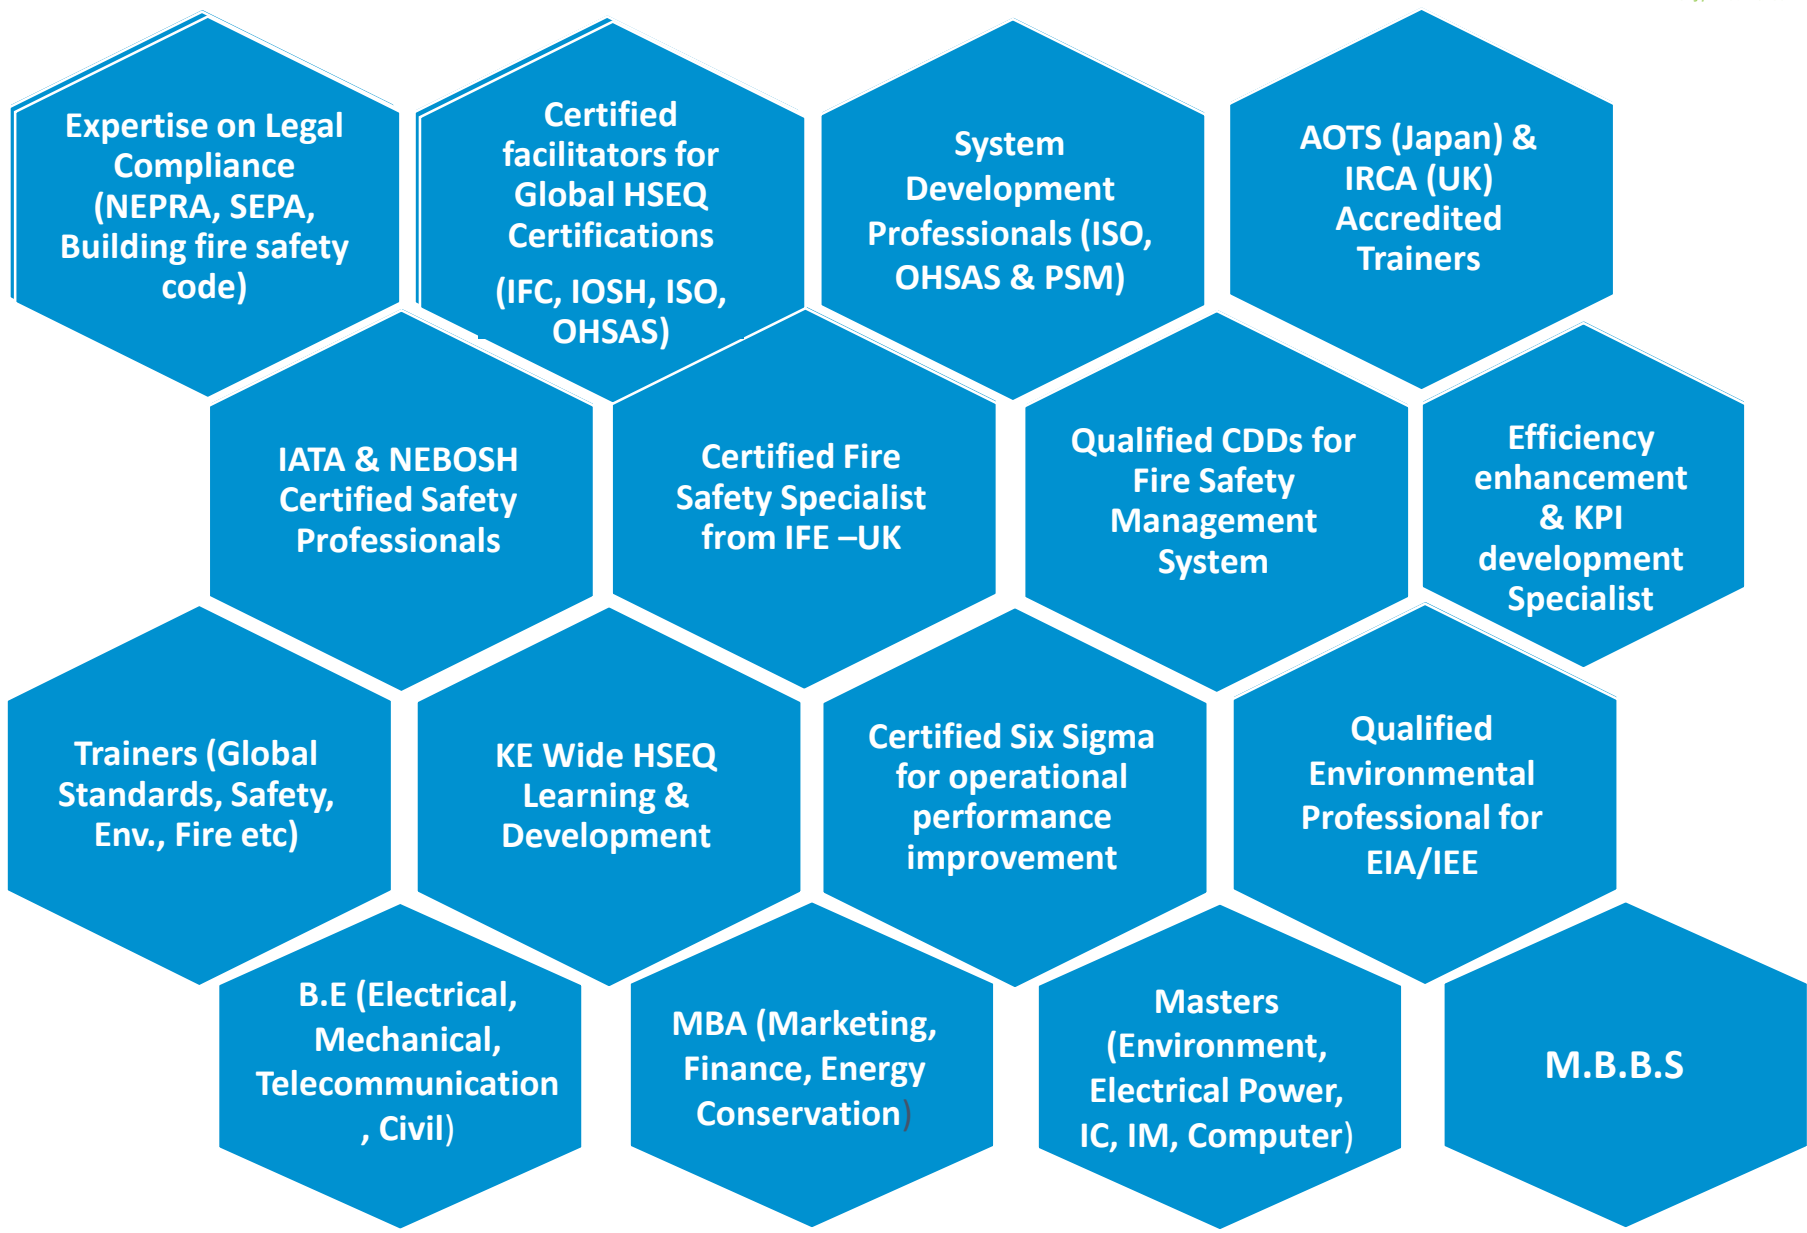 Expertise on Legal
Compliance
(NEPRA, SEPA,
Building fire safety
code)
Certified
facilitators for
Global HSEQ
Certifications
(IFC, IOSH, ISO,
OHSAS)
System
Development
Professionals (ISO,
OHSAS & PSM)
AOTS (Japan) &
IRCA (UK)
Accredited
Trainers
IATA & NEBOSH
Certified Safety
Professionals
Certified Fire
Safety Specialist
from IFE –UK
Qualified CDDs for
Fire Safety
Management
System
Efficiency
enhancement
& KPI
development
Specialist
Trainers (Global
Standards, Safety,
Env., Fire etc)
KE Wide HSEQ
Learning &
Development
Certified Six Sigma
for operational
performance
improvement
Qualified
Environmental
Professional for
EIA/IEE
B.E (Electrical,
Mechanical,
Telecommunication
, Civil)
MBA (Marketing,
Finance, Energy
Conservation)
Masters
(Environment,
Electrical Power,
IC, IM, Computer)
M.B.B.S